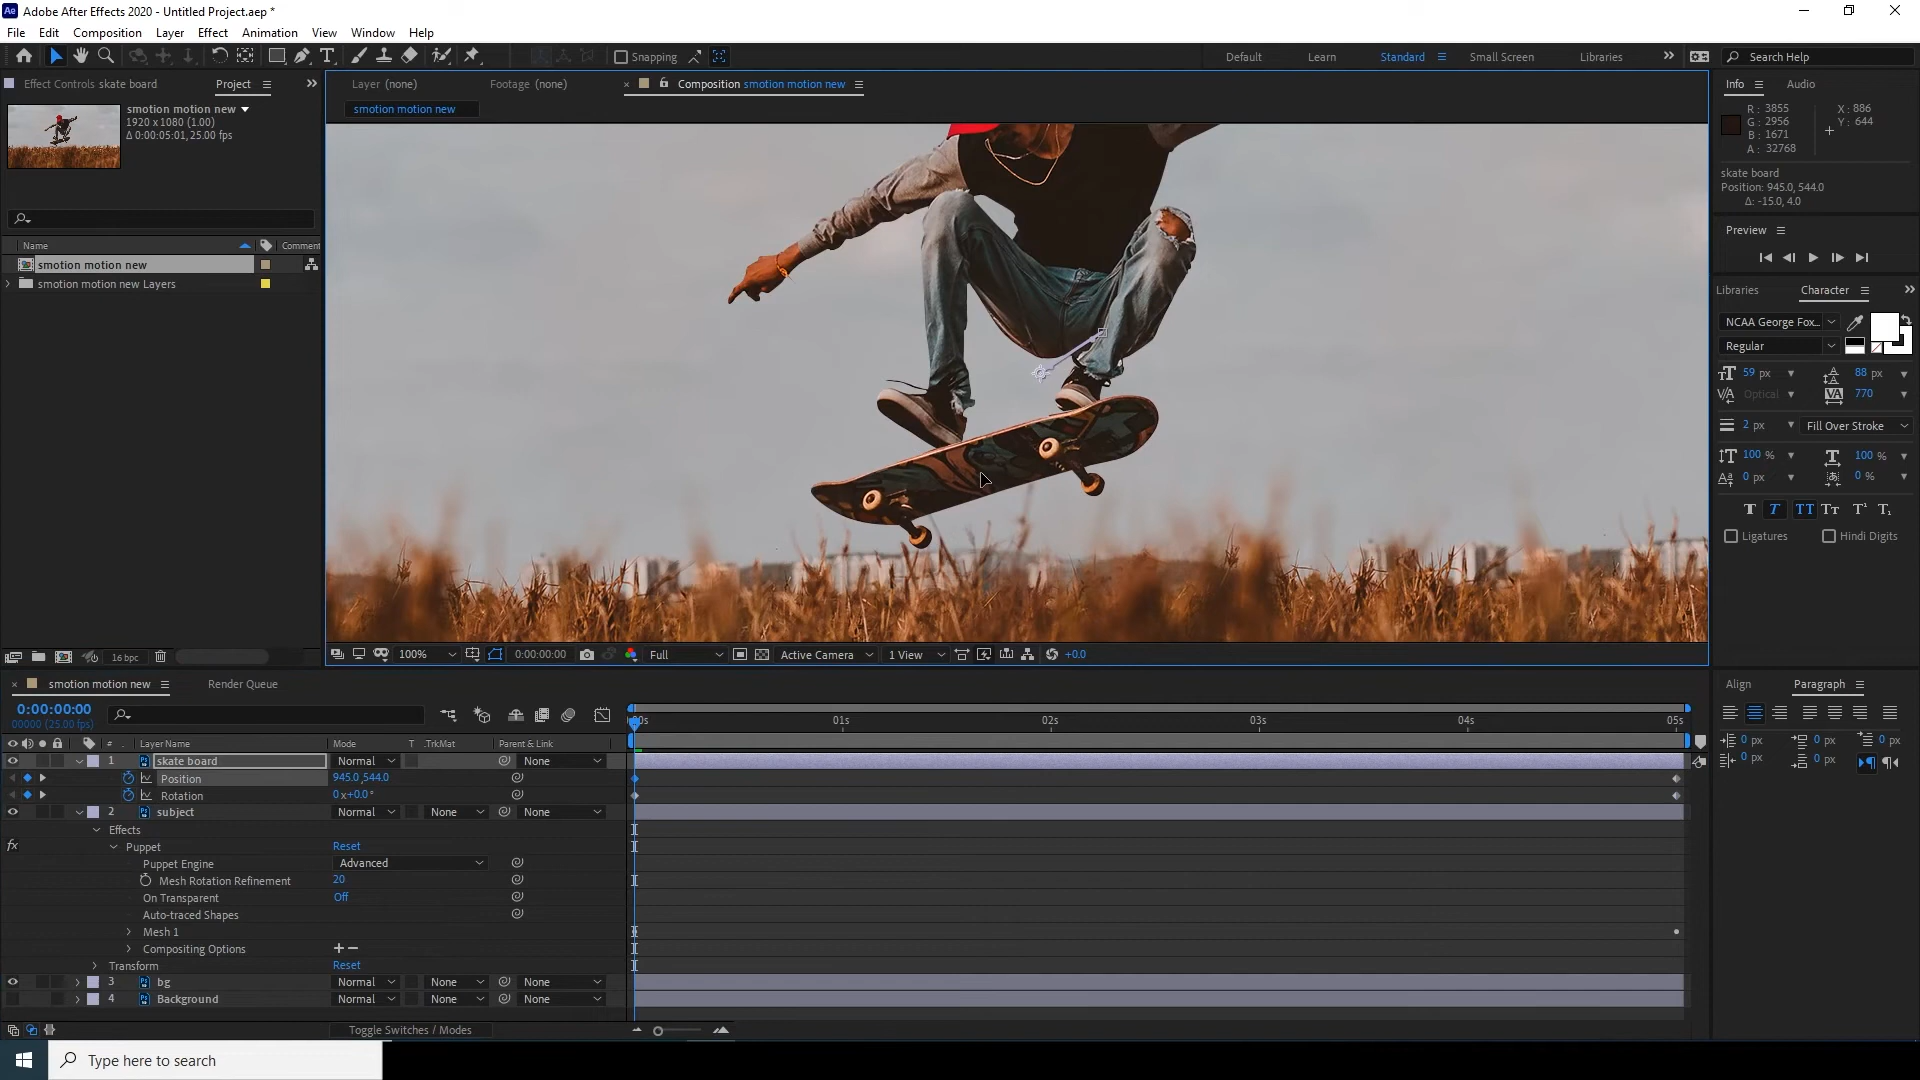 Ae Adobe After Effects 2020 - Untitled Project.aep *
File Edit Composition Layer Effect Animation View Window Help
Snapping
Default Learn Standard Small Screen Libraries
Search Help
Effect Controls skate board Project
smotion motion new
1920 x 1080 (1.00)
Δ 0:00:05:01, 25.00 fps
Name Comment
smotion motion new
smotion motion new Layers
16 bpc
Layer (none) Footage (none) Composition smotion motion new
smotion motion new
100% 0:00:00:00 Full Active Camera 1 View +0.0
Info Audio
R : 3855
G : 2956
B : 1671
A : 32768
X : 886
Y : 644
skate board
Position: 945.0, 544.0
Δ: -15.0, 4.0
Preview
Libraries Character
NCAA George Fox...
Regular
59 px 88 px
Optical 770
2 px Fill Over Stroke
100 % 100 %
0 px 0 %
T T TT Tt T¹ T₁
Ligatures Hindi Digits
Align Paragraph
0 px 0 px 0 px
0 px 0 px
smotion motion new Render Queue
0:00:00:00
00000 (25.00 fps)
# Layer Name Mode T .TrkMat Parent & Link
:00s 01s 02s 03s 04s 05s
1 skate board Normal None
Position 945.0,544.0
Rotation 0x+0.0°
2 subject Normal None None
Effects
fx Puppet Reset
Puppet Engine Advanced
Mesh Rotation Refinement 20
On Transparent Off
Auto-traced Shapes
Mesh 1
Compositing Options + −
Transform Reset
3 bg Normal None None
4 Background Normal None None
Toggle Switches / Modes
Type here to search